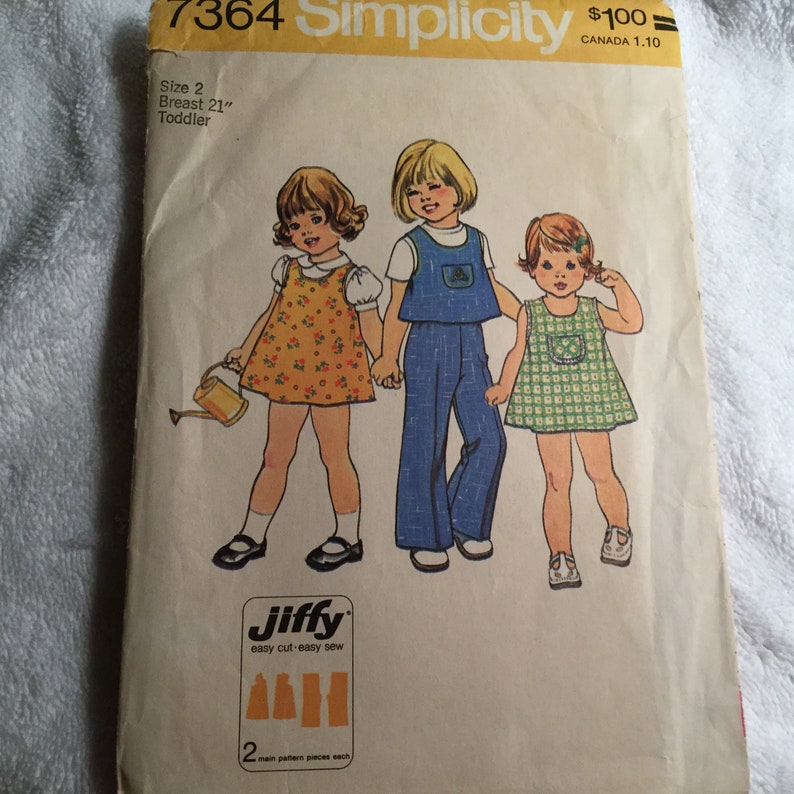 7364 Simplicity $1.00
CANADA 1.10
Size 2
Breast 21"
Toddler
Jiffy®
easy cut•easy sew
2 main pattern pieces each